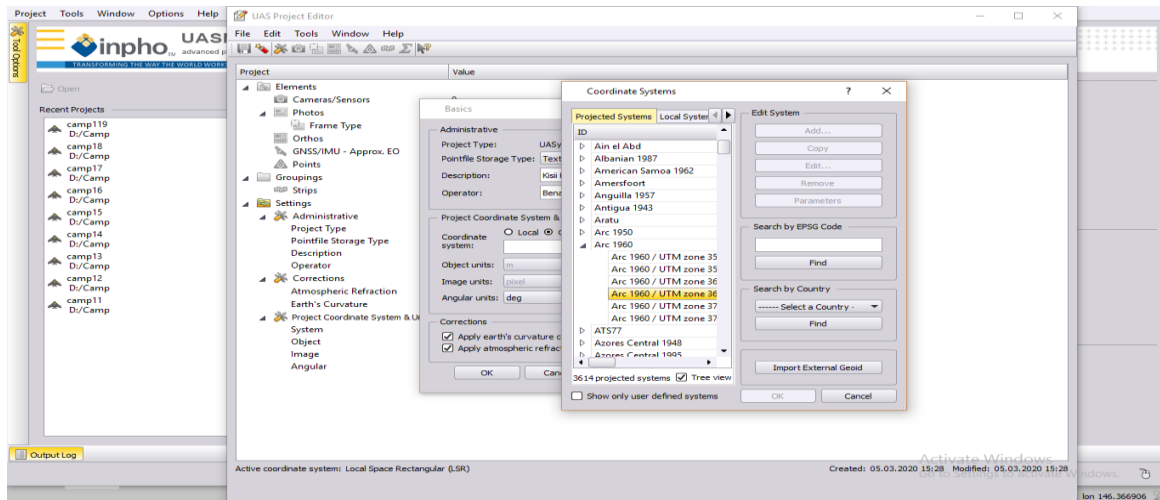 Project Tools Window Options Help
Tool Options
inpho
UASI
advanced p
TRANSFORMING THE WAY THE WORLD WORK
Open
Recent Projects
camp119
D:/Camp
camp18
D:/Camp
camp17
D:/Camp
camp16
D:/Camp
camp15
D:/Camp
camp14
D:/Camp
camp13
D:/Camp
camp12
D:/Camp
camp11
D:/Camp
Output Log
UAS Project Editor
File Edit Tools Window Help
Project Value
Elements
Cameras/Sensors
Photos
Frame Type
Orthos
GNSS/IMU - Approx. EO
Points
Groupings
Strips
Settings
Administrative
Project Type
Pointfile Storage Type
Description
Operator
Corrections
Atmospheric Refraction
Earth's Curvature
Project Coordinate System & U
System
Object
Image
Angular
Active coordinate system: Local Space Rectangular (LSR)
Created: 05.03.2020 15:28 Modified: 05.03.2020 15:28
Basics
Administrative
Project Type: UASy
Pointfile Storage Type: Text
Description: Kisii
Operator: Bena
Project Coordinate System &
Coordinate system: Local
Object units: m
Image units: pixel
Angular units: deg
Corrections
Apply earth's curvature c
Apply atmospheric refrac
OK Can
Coordinate Systems ? ×
Projected Systems Local System
ID
Ain el Abd
Albanian 1987
American Samoa 1962
Amersfoort
Anguilla 1957
Antigua 1943
Aratu
Arc 1950
Arc 1960
Arc 1960 / UTM zone 35
Arc 1960 / UTM zone 35
Arc 1960 / UTM zone 36
Arc 1960 / UTM zone 36
Arc 1960 / UTM zone 37
Arc 1960 / UTM zone 37
ATS77
Azores Central 1948
Azores Central 1995
3614 projected systems Tree view
Show only user defined systems
Edit System
Add...
Copy
Edit...
Remove
Parameters
Search by EPSG Code
Find
Search by Country
------ Select a Country -
Find
Import External Geoid
OK Cancel
Activate Windows
Go to Settings to activate Windows.
lon 146.366906